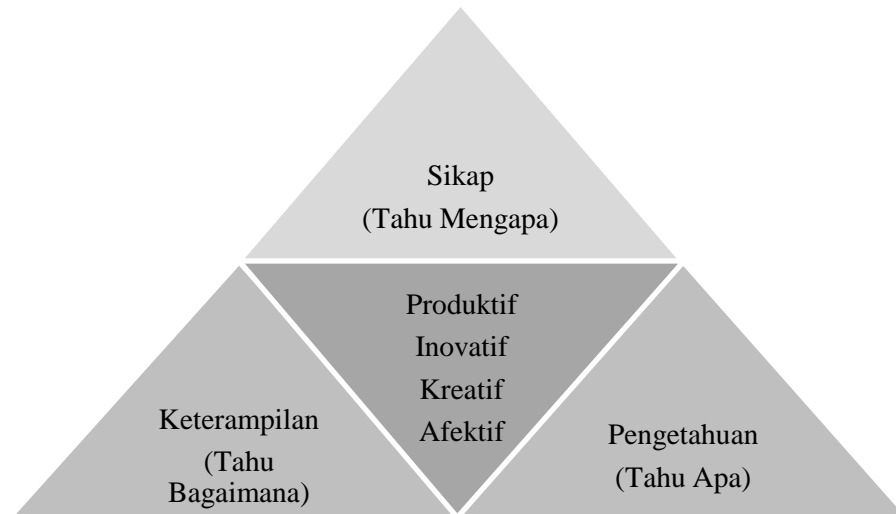 Sikap
(Tahu Mengapa)
Produktif
Inovatif
Kreatif
Afektif
Keterampilan
(Tahu
Bagaimana)
Pengetahuan
(Tahu Apa)